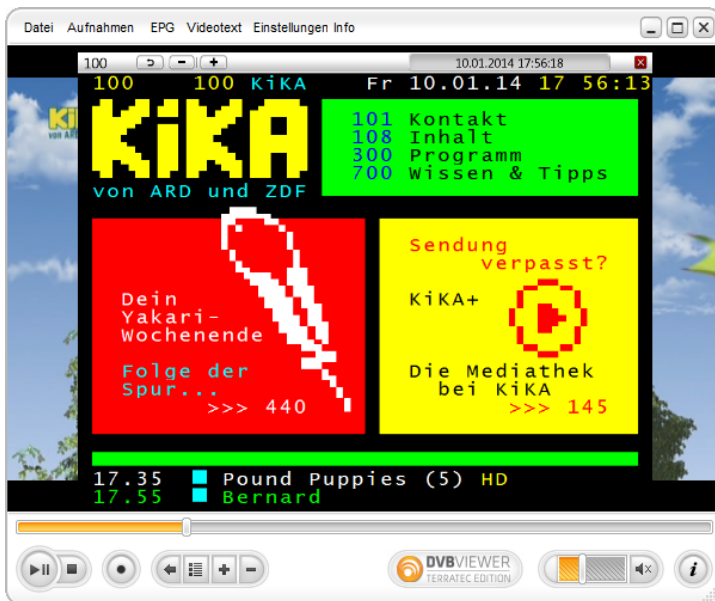 Datei Aufnahmen EPG Videotext Einstellungen Info
100 10.01.2014 17:56:18
100 100 KiKA Fr 10.01.14 17 56:13
KiKA
von ARD und ZDF
101 Kontakt
108 Inhalt
300 Programm
700 Wissen & Tipps
Dein
Yakari-
Wochenende
Folge der
Spur...
>>> 440
Sendung
verpasst?
KiKA+
Die Mediathek
bei KiKA
>>> 145
17.35 Pound Puppies (5) HD
17.55 Bernard
DVBVIEWER
TERRATEC EDITION